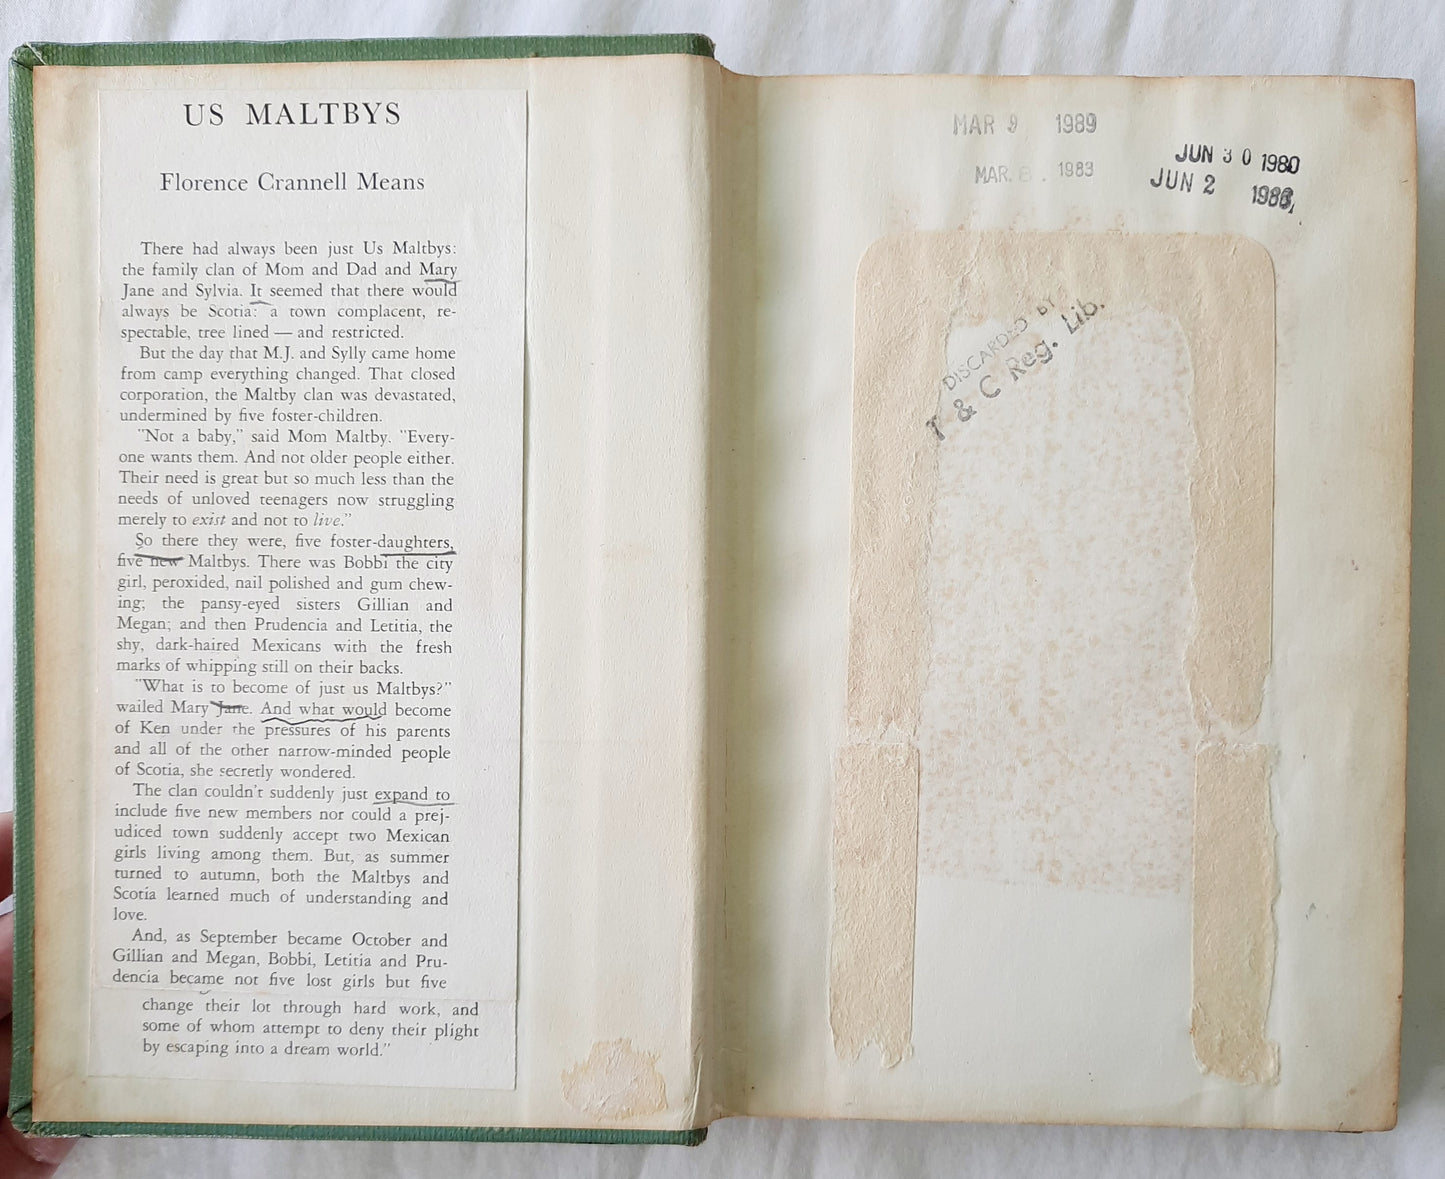 US MALTBYS
Florence Crannell Means
There had always been just Us Maltbys:
the family clan of Mom and Dad and Mary
Jane and Sylvia. It seemed that there would
always be Scotia: a town complacent, re-
spectable, tree lined — and restricted.
But the day that M.J. and Sylly came home
from camp everything changed. That closed
corporation, the Maltby clan was devastated,
undermined by five foster-children.
"Not a baby," said Mom Maltby. "Every-
one wants them. And not older people either.
Their need is great but so much less than the
needs of unloved teenagers now struggling
merely to exist and not to live."
So there they were, five foster-daughters,
five new Maltbys. There was Bobbi the city
girl, peroxided, nail polished and gum chew-
ing; the pansy-eyed sisters Gillian and
Megan; and then Prudencia and Letitia, the
shy, dark-haired Mexicans with the fresh
marks of whipping still on their backs.
"What is to become of just us Maltbys?"
wailed Mary Jane. And what would become
of Ken under the pressures of his parents
and all of the other narrow-minded people
of Scotia, she secretly wondered.
The clan couldn't suddenly just expand to
include five new members nor could a prej-
udiced town suddenly accept two Mexican
girls living among them. But, as summer
turned to autumn, both the Maltbys and
Scotia learned much of understanding and
love.
And, as September became October and
Gillian and Megan, Bobbi, Letitia and Pru-
dencia became not five lost girls but five
change their lot through hard work, and
some of whom attempt to deny their plight
by escaping into a dream world."
MAR 9 1989
MAR. 1983
JUN 30 1980
JUN 2
DISCARDED BY
T & C Reg. Lib.